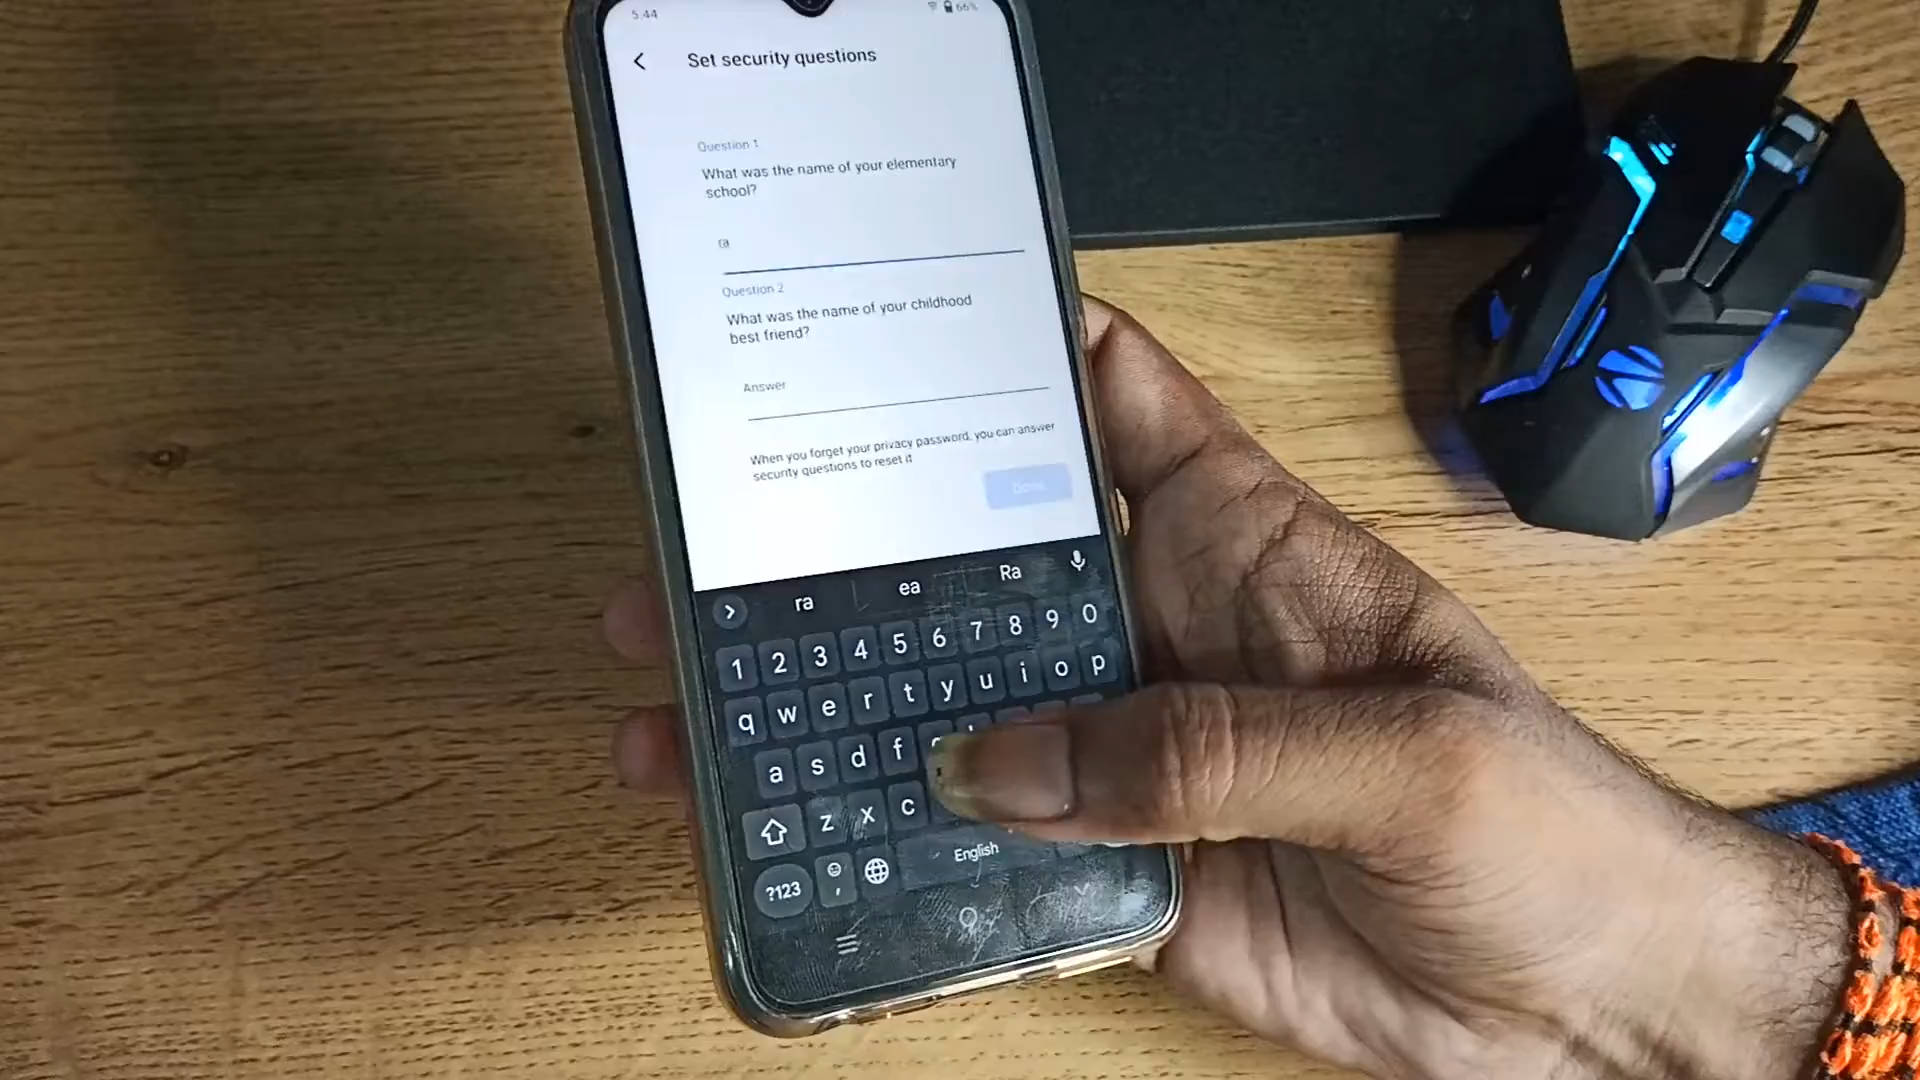 5:44
66%
Set security questions
Question 1
What was the name of your elementary
school?
ra
Question 2
What was the name of your childhood
best friend?
Answer
When you forget your privacy password, you can answer
security questions to reset it
Done
ra ea Ra
1 2 3 4 5 6 7 8 9 0
q w e r t y u i o p
a s d f
z x c
?123 , English